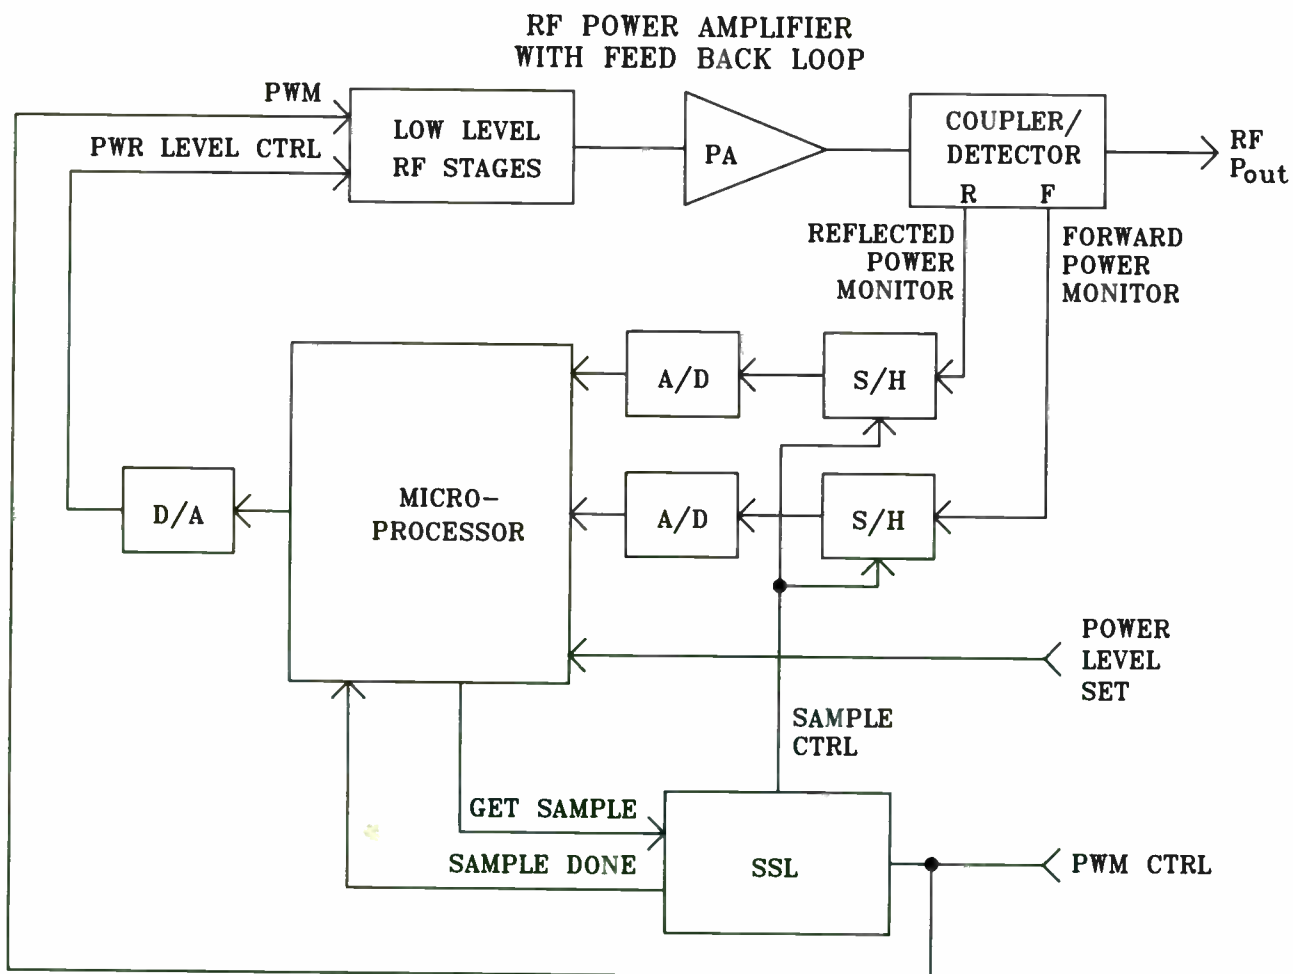 RF POWER AMPLIFIER
WITH FEED BACK LOOP
PWM
PWR LEVEL CTRL
LOW LEVEL
RF STAGES
PA
COUPLER/
DETECTOR
R F
RF
Pout
REFLECTED
POWER
MONITOR
FORWARD
POWER
MONITOR
A/D
S/H
MICRO-
PROCESSOR
D/A
A/D
S/H
POWER
LEVEL
SET
SAMPLE
CTRL
GET SAMPLE
SAMPLE DONE
SSL
PWM CTRL